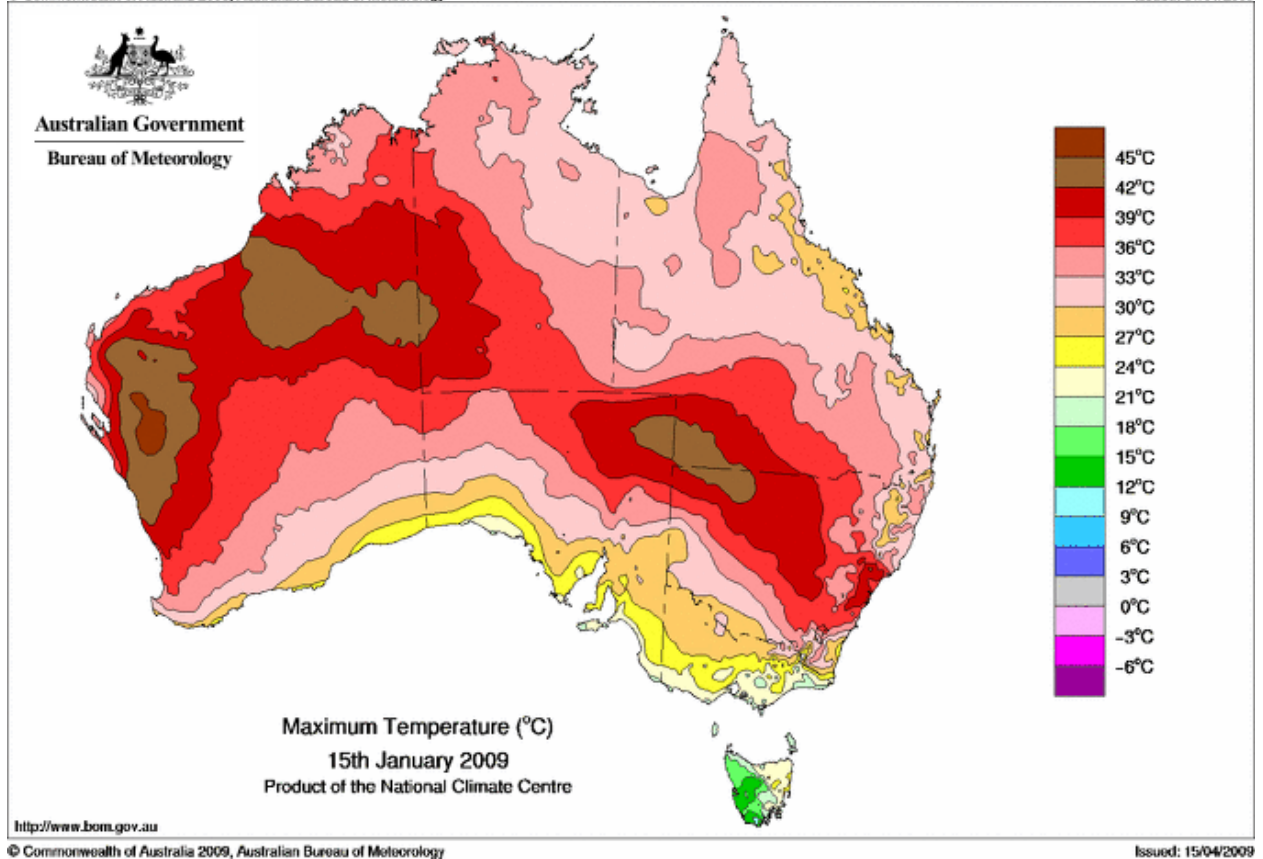 Australian Government
Bureau of Meteorology
45°C
42°C
39°C
36°C
33°C
30°C
27°C
24°C
21°C
18°C
15°C
12°C
9°C
6°C
3°C
0°C
-3°C
-6°C
Maximum Temperature (°C)
15th January 2009
Product of the National Climate Centre
http://www.bom.gov.au
© Commonwealth of Australia 2009, Australian Bureau of Meteorology
Issued: 15/04/2009